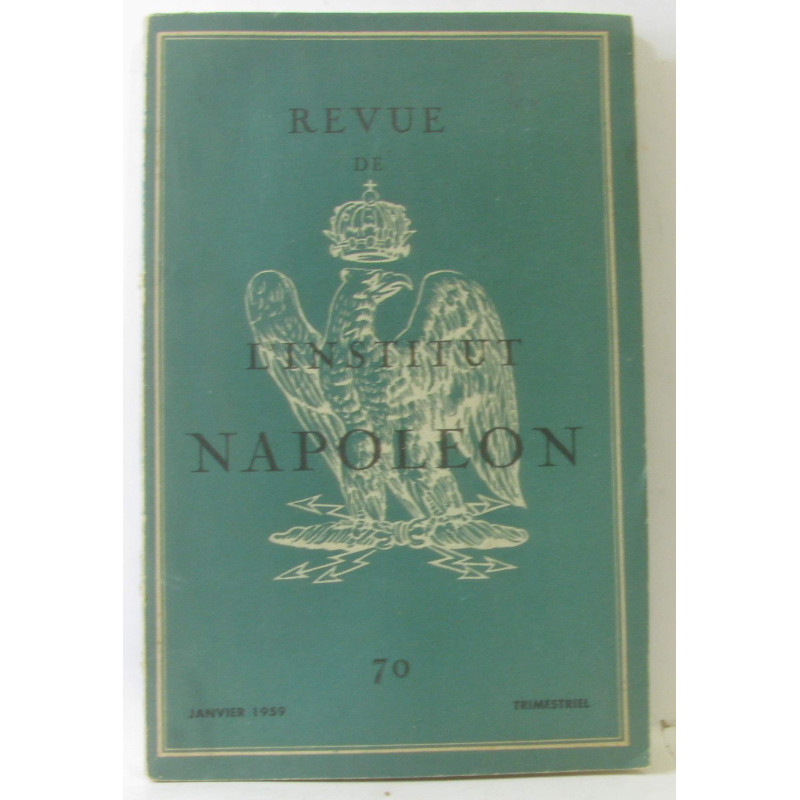 REVUE
DE
L'INSTITUT
NAPOLEON
70
JANVIER 1959
TRIMESTRIEL